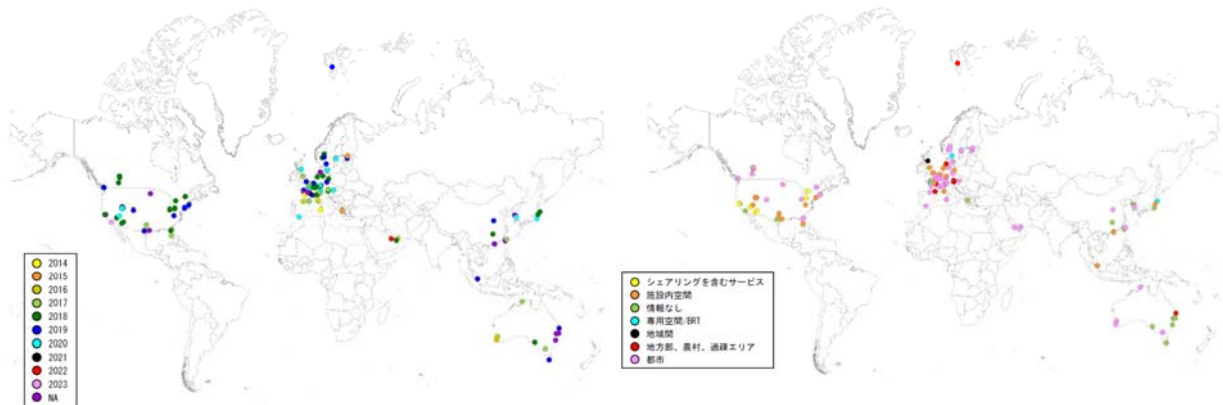 2014
2015
2016
2017
2018
2019
2020
2021
2022
2023
NA
シェアリングを含むサービス
施設内空間
情報なし
専用空間/BRT
地域間
地方部、農村、過疎エリア
都市